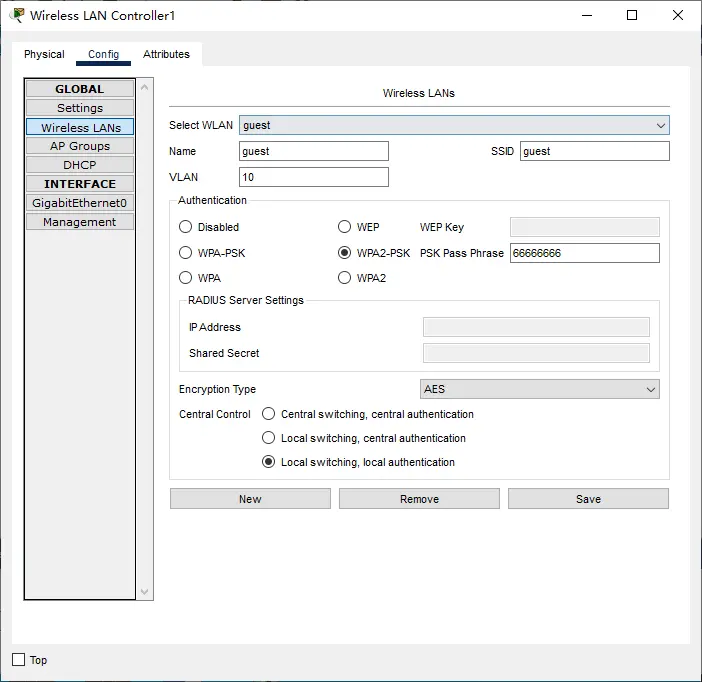 Wireless LAN Controller1
Physical Config Attributes
GLOBAL
Settings
Wireless LANs
AP Groups
DHCP
INTERFACE
GigabitEthernet0
Management
Wireless LANs
Select WLAN guest
Name guest SSID guest
VLAN 10
Authentication
Disabled WEP WEP Key
WPA-PSK WPA2-PSK PSK Pass Phrase 66666666
WPA WPA2
RADIUS Server Settings
IP Address
Shared Secret
Encryption Type AES
Central Control Central switching, central authentication
Local switching, central authentication
Local switching, local authentication
New Remove Save
Top